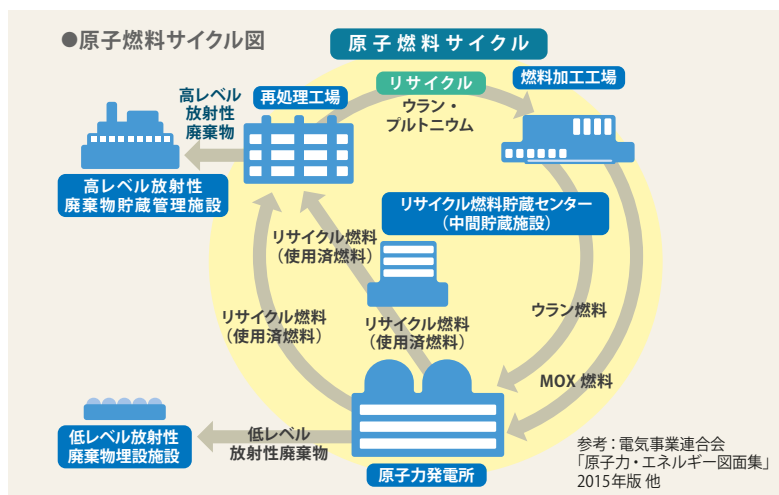 ●原子燃料サイクル図
原子燃料サイクル
リサイクル
ウラン・
プルトニウム
燃料加工工場
再処理工場
高レベル
放射性
廃棄物
高レベル放射性
廃棄物貯蔵管理施設
リサイクル燃料貯蔵センター
（中間貯蔵施設）
リサイクル燃料
（使用済燃料）
リサイクル燃料
（使用済燃料）
リサイクル燃料
（使用済燃料）
ウラン燃料
MOX 燃料
低レベル放射性
廃棄物埋設施設
低レベル
放射性廃棄物
原子力発電所
参考：電気事業連合会
「原子力・エネルギー図面集」
2015年版 他